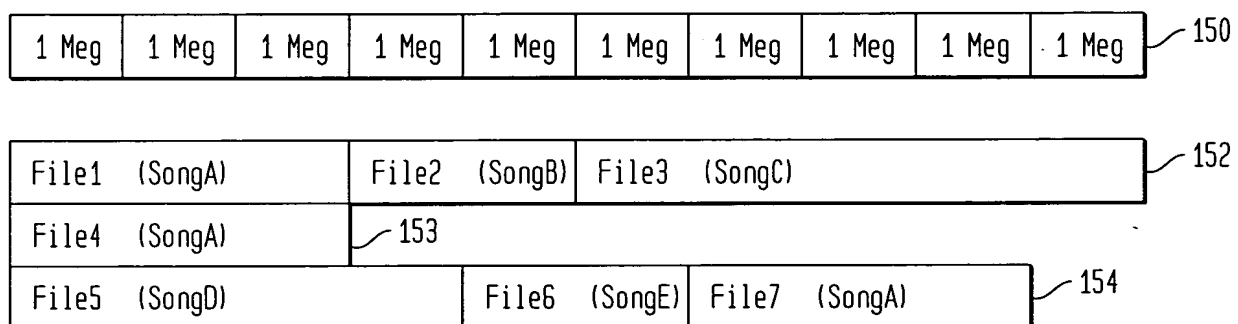 1 Meg 1 Meg 1 Meg 1 Meg 1 Meg 1 Meg 1 Meg 1 Meg 1 Meg 1 Meg 150
File1 (SongA) File2 (SongB) File3 (SongC) 152
File4 (SongA) 153
File5 (SongD) File6 (SongE) File7 (SongA) 154